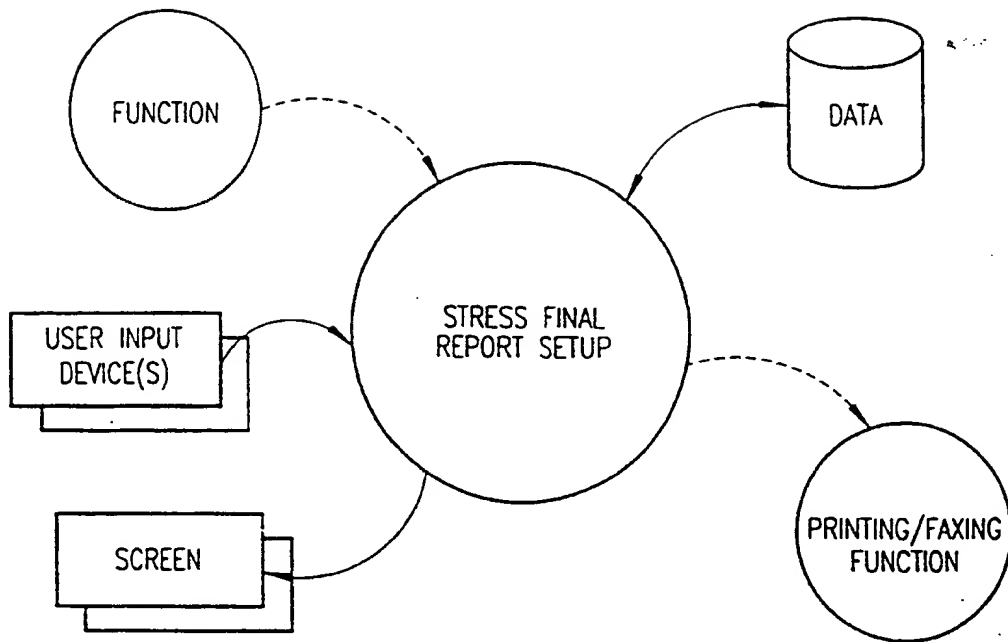 FUNCTION
DATA
STRESS FINAL
REPORT SETUP
USER INPUT
DEVICE(S)
SCREEN
PRINTING/FAXING
FUNCTION